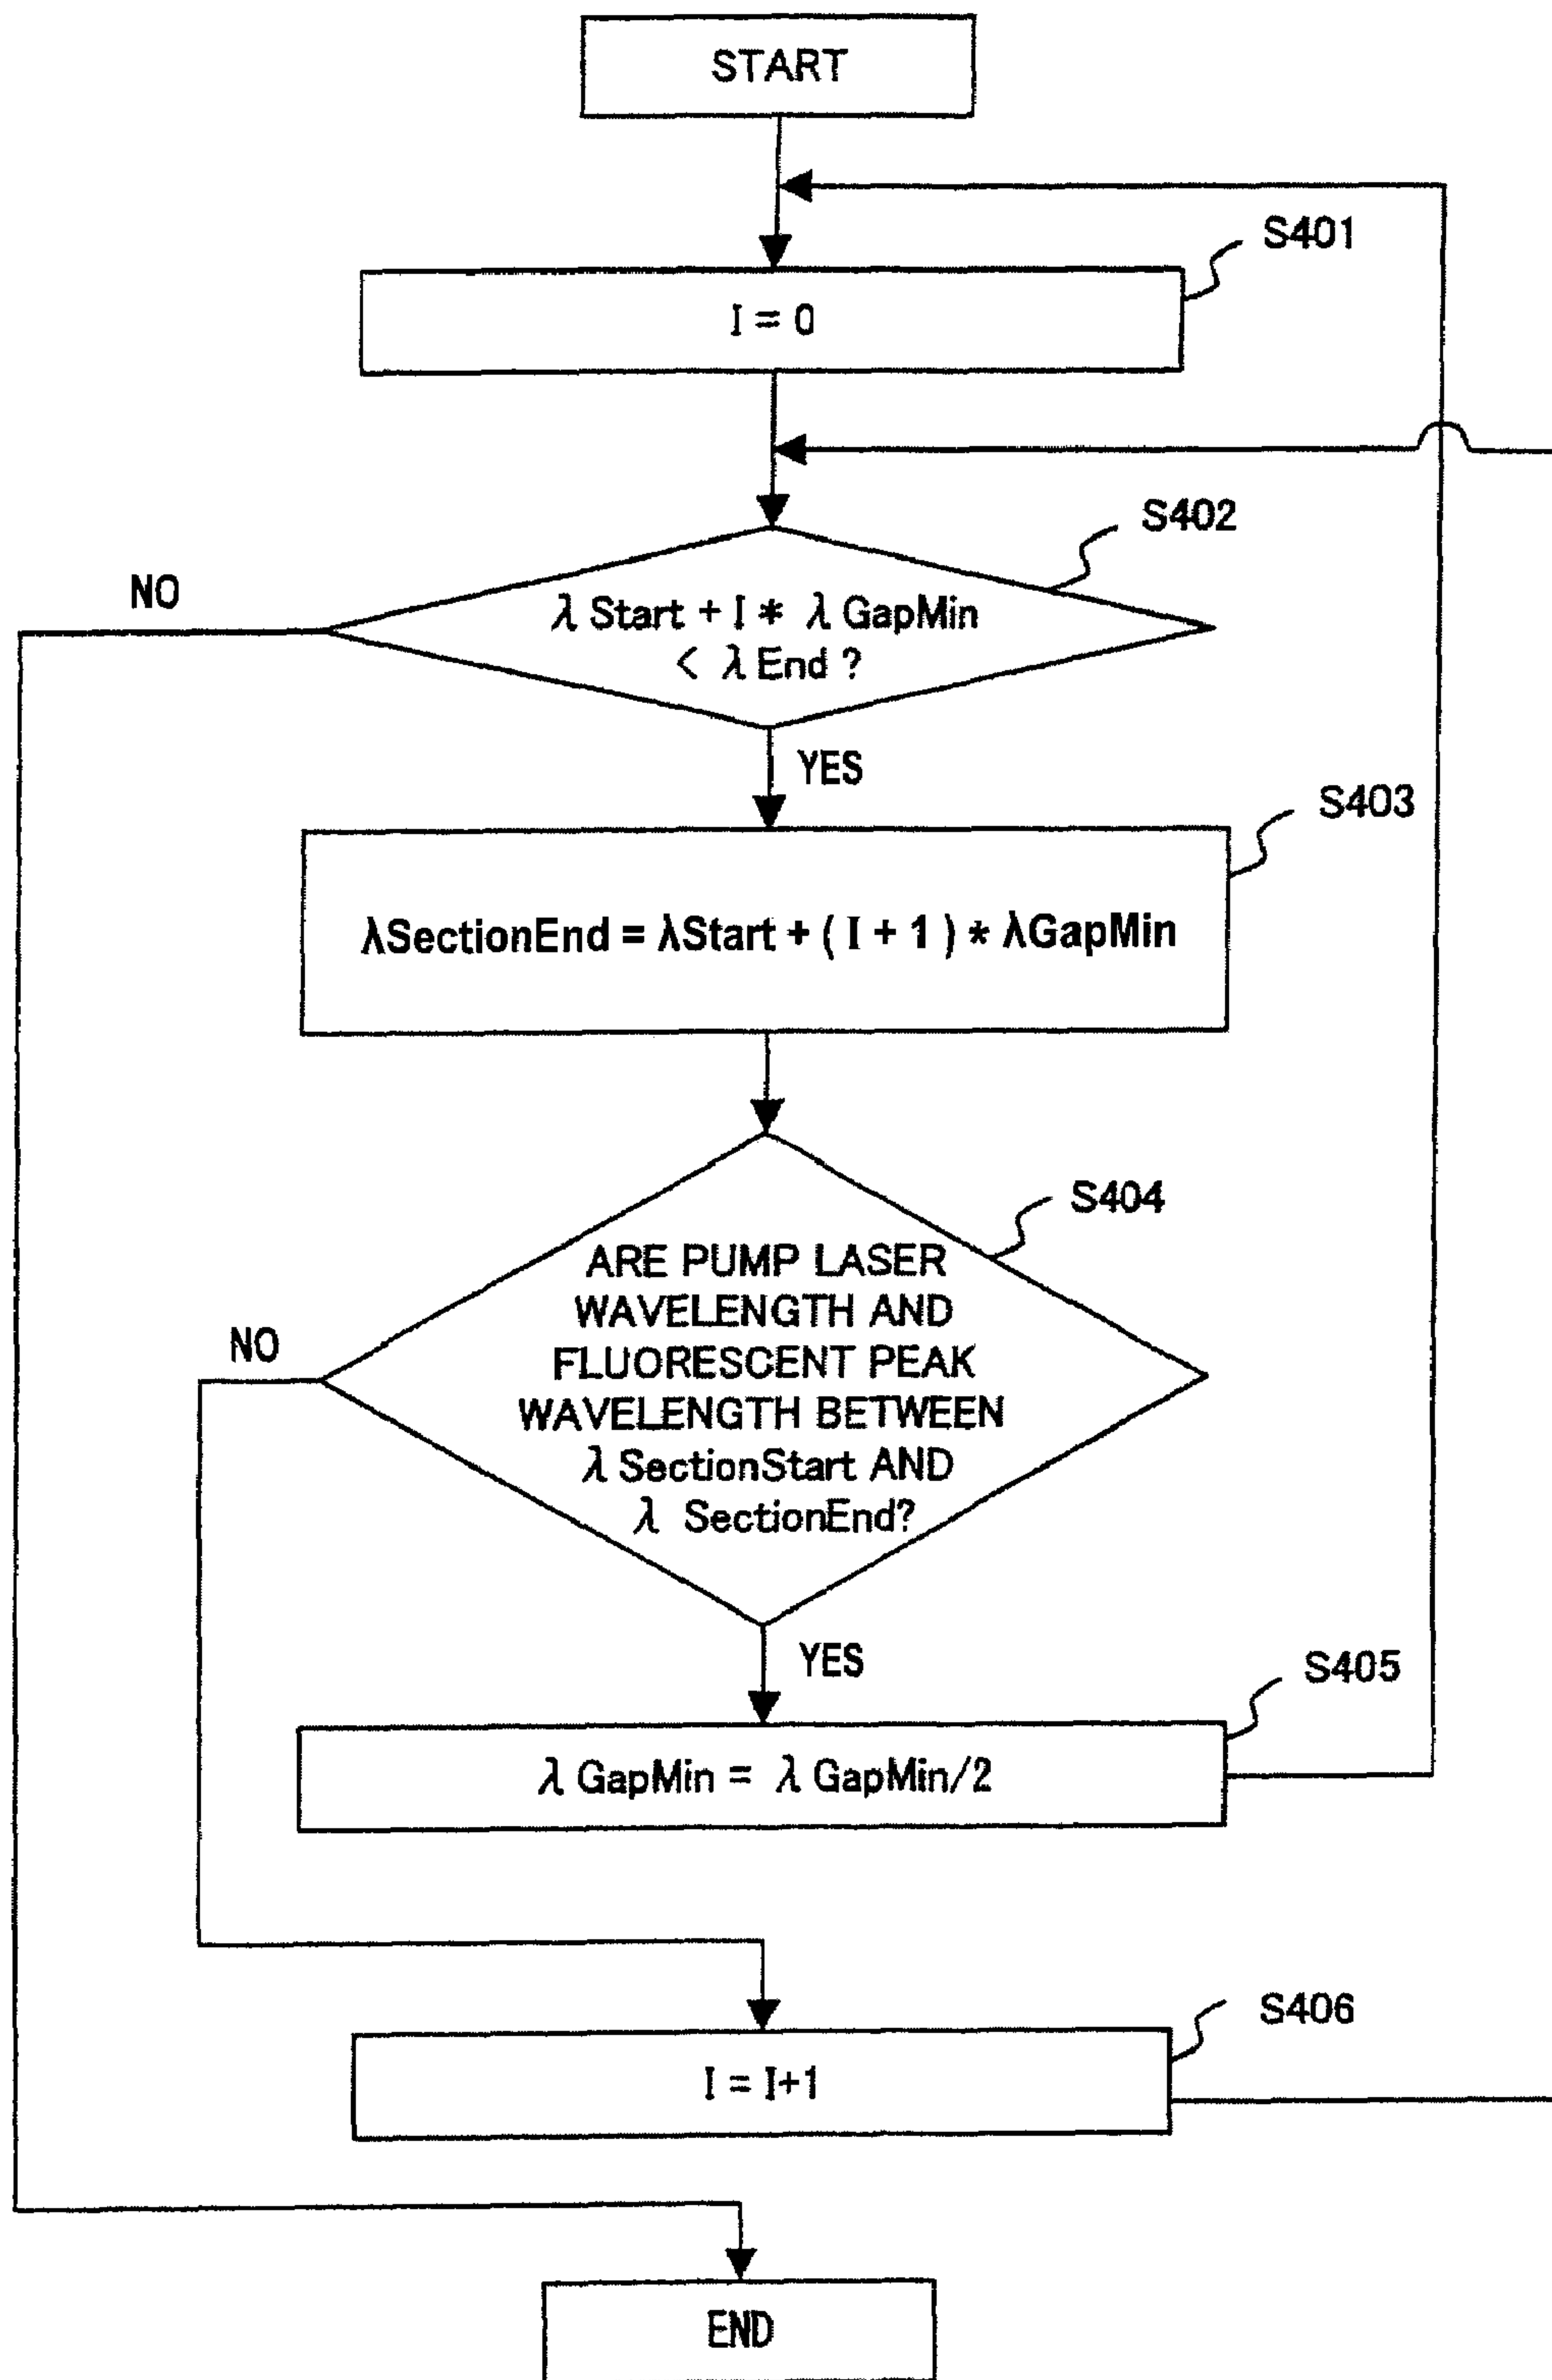 START
S401
I = 0
S402
NO
λ Start + I * λ GapMin
< λ End ?
YES
S403
λSectionEnd = λStart + ( I + 1 ) * λGapMin
S404
ARE PUMP LASER
WAVELENGTH AND
FLUORESCENT PEAK
WAVELENGTH BETWEEN
λ SectionStart AND
λ SectionEnd?
NO
YES
S405
λ GapMin = λ GapMin/2
S406
I = I+1
END